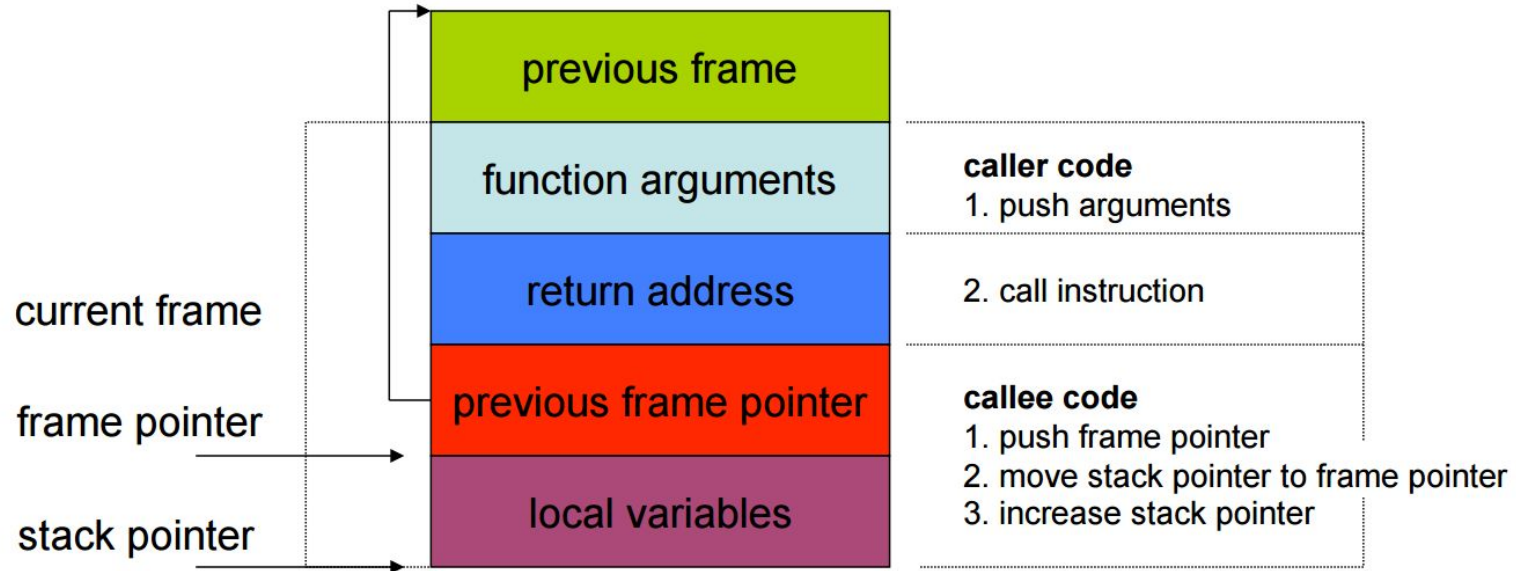 previous frame
function arguments
caller code
1. push arguments
return address
2. call instruction
current frame
previous frame pointer
frame pointer
callee code
1. push frame pointer
2. move stack pointer to frame pointer
3. increase stack pointer
local variables
stack pointer